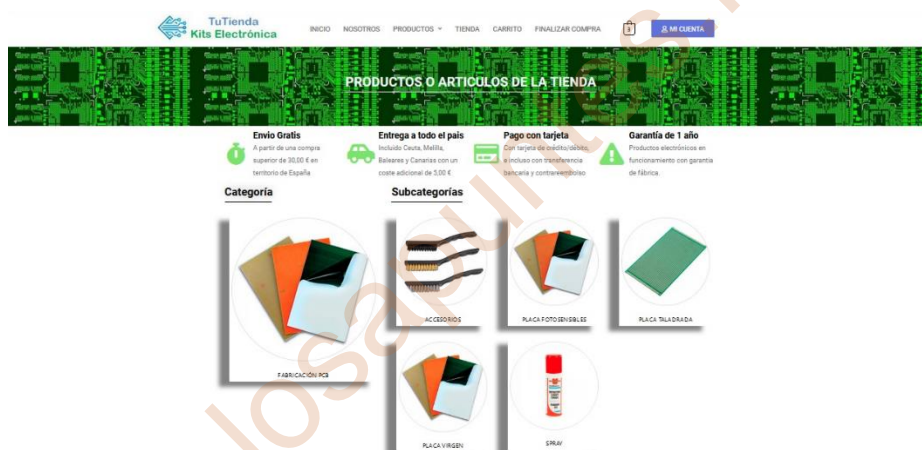 TuTienda
Kits Electrónica
INICIO NOSOTROS PRODUCTOS TIENDA CARRITO FINALIZAR COMPRA MI CUENTA
PRODUCTOS O ARTICULOS DE LA TIENDA
Envio Gratis
A partir de una compra
superior de 30,00 € en
territorio de España
Entrega a todo el pais
Incluido Ceuta, Melilla,
Baleares y Canarias con un
coste adicional de 3,00 €
Pago con tarjeta
Con tarjeta de crédito/débito,
e incluso con transferencia
bancaria y contrareembolso
Garantía de 1 año
Productos electrónicos en
funcionamiento con garantia
de fábrica.
Categoría
Subcategorías
FABRICACIÓN PCB
ACCESORIOS
PLACA FOTOSENSIBLES
PLACA TALADRADA
PLACA VIRGEN
SPRAY
losapuntes